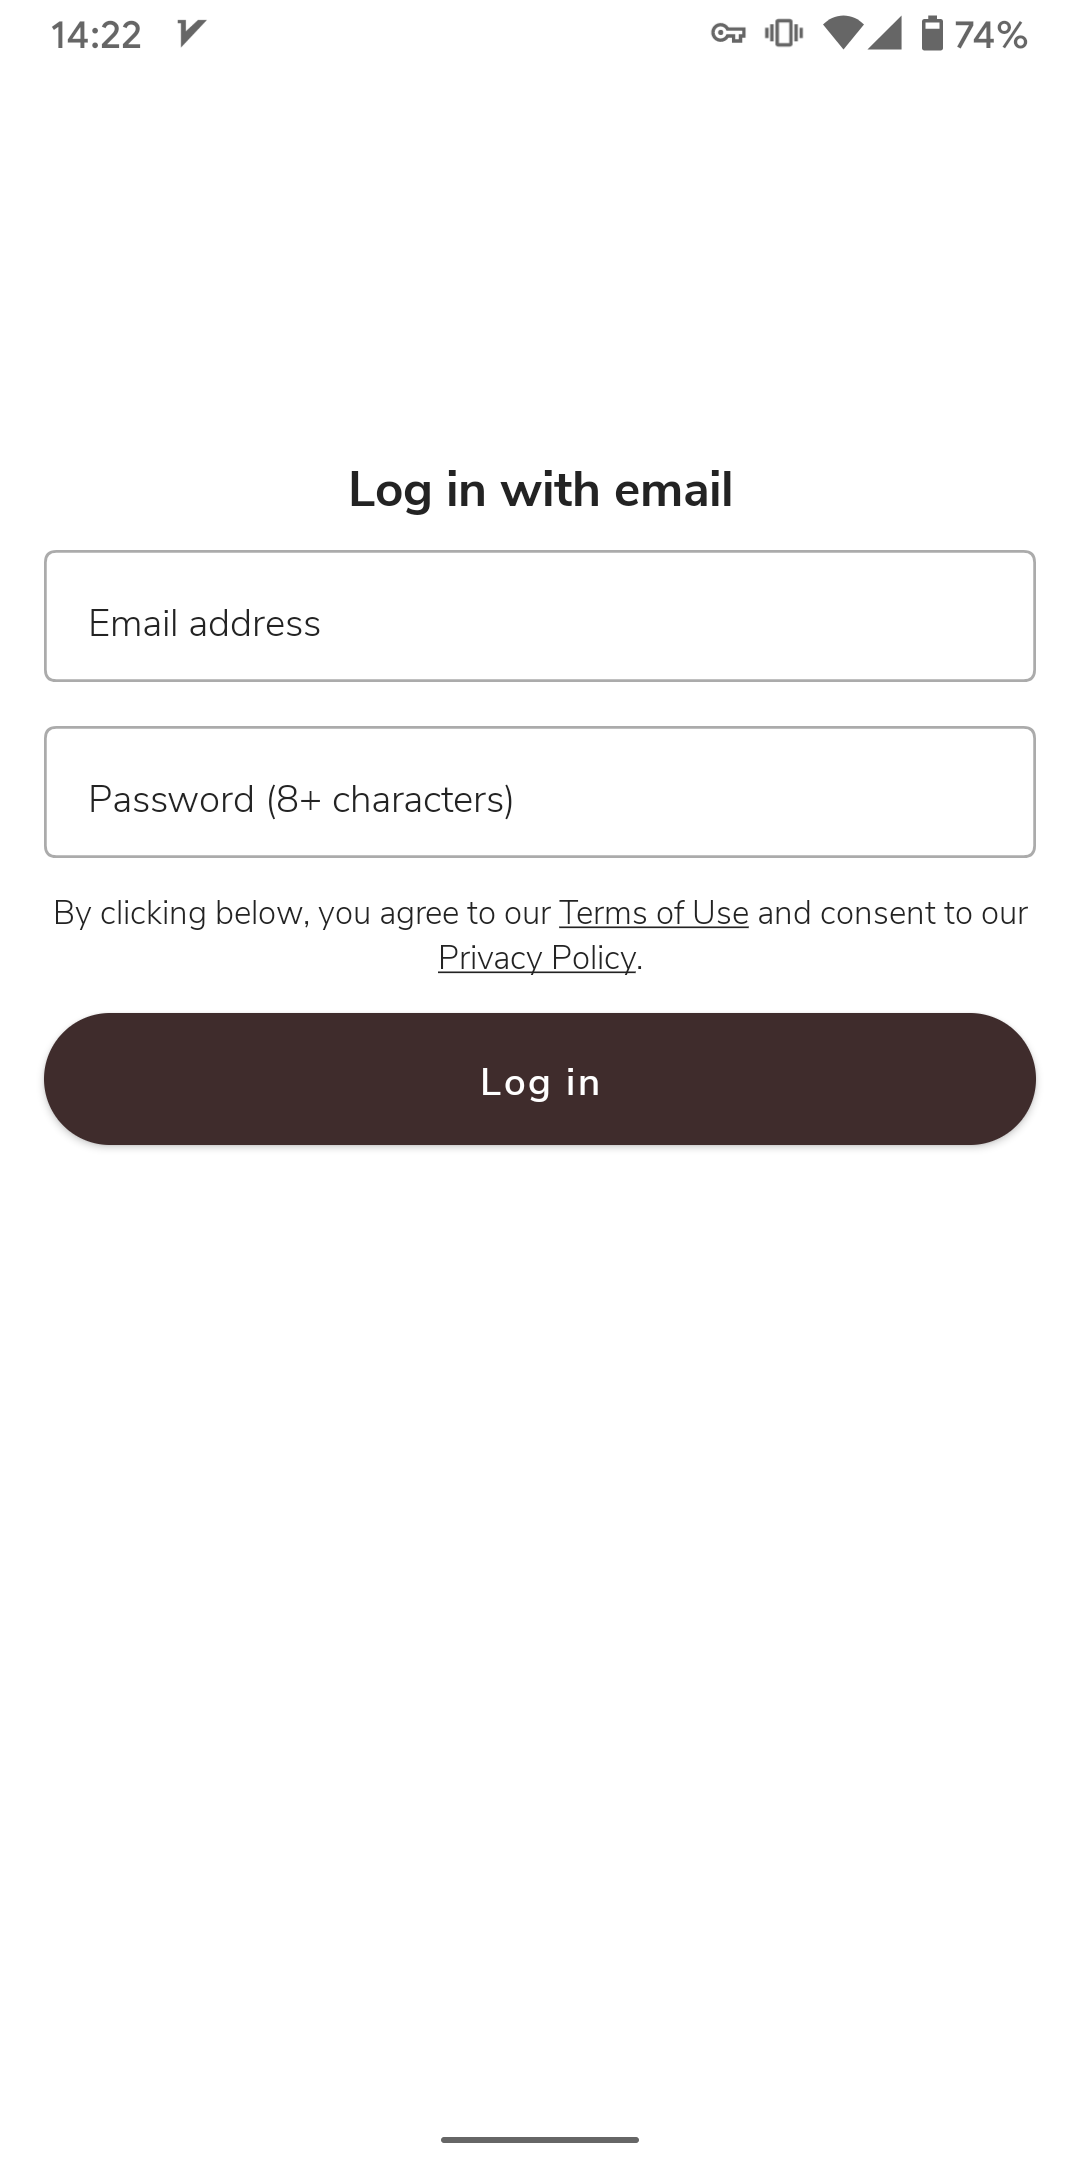 14:22
74%
Log in with email
Email address
Password (8+ characters)
By clicking below, you agree to our Terms of Use and consent to our
Privacy Policy.
Log in